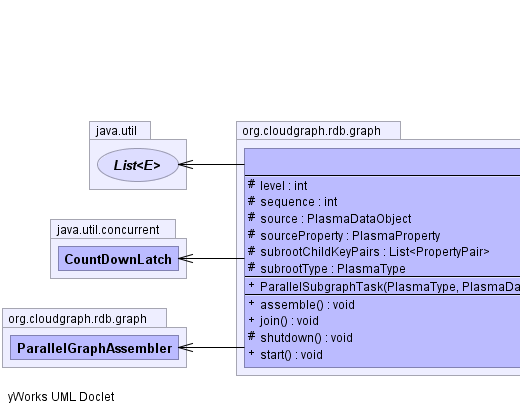 java.util
List<E>
java.util.concurrent
CountDownLatch
org.cloudgraph.rdb.graph
ParallelGraphAssembler
org.cloudgraph.rdb.graph
# level : int
# sequence : int
# source : PlasmaDataObject
# sourceProperty : PlasmaProperty
# subrootChildKeyPairs : List<PropertyPair>
# subrootType : PlasmaType
+ ParallelSubgraphTask(PlasmaType, PlasmaDa
+ assemble() : void
+ join() : void
# shutdown() : void
+ start() : void
yWorks UML Doclet